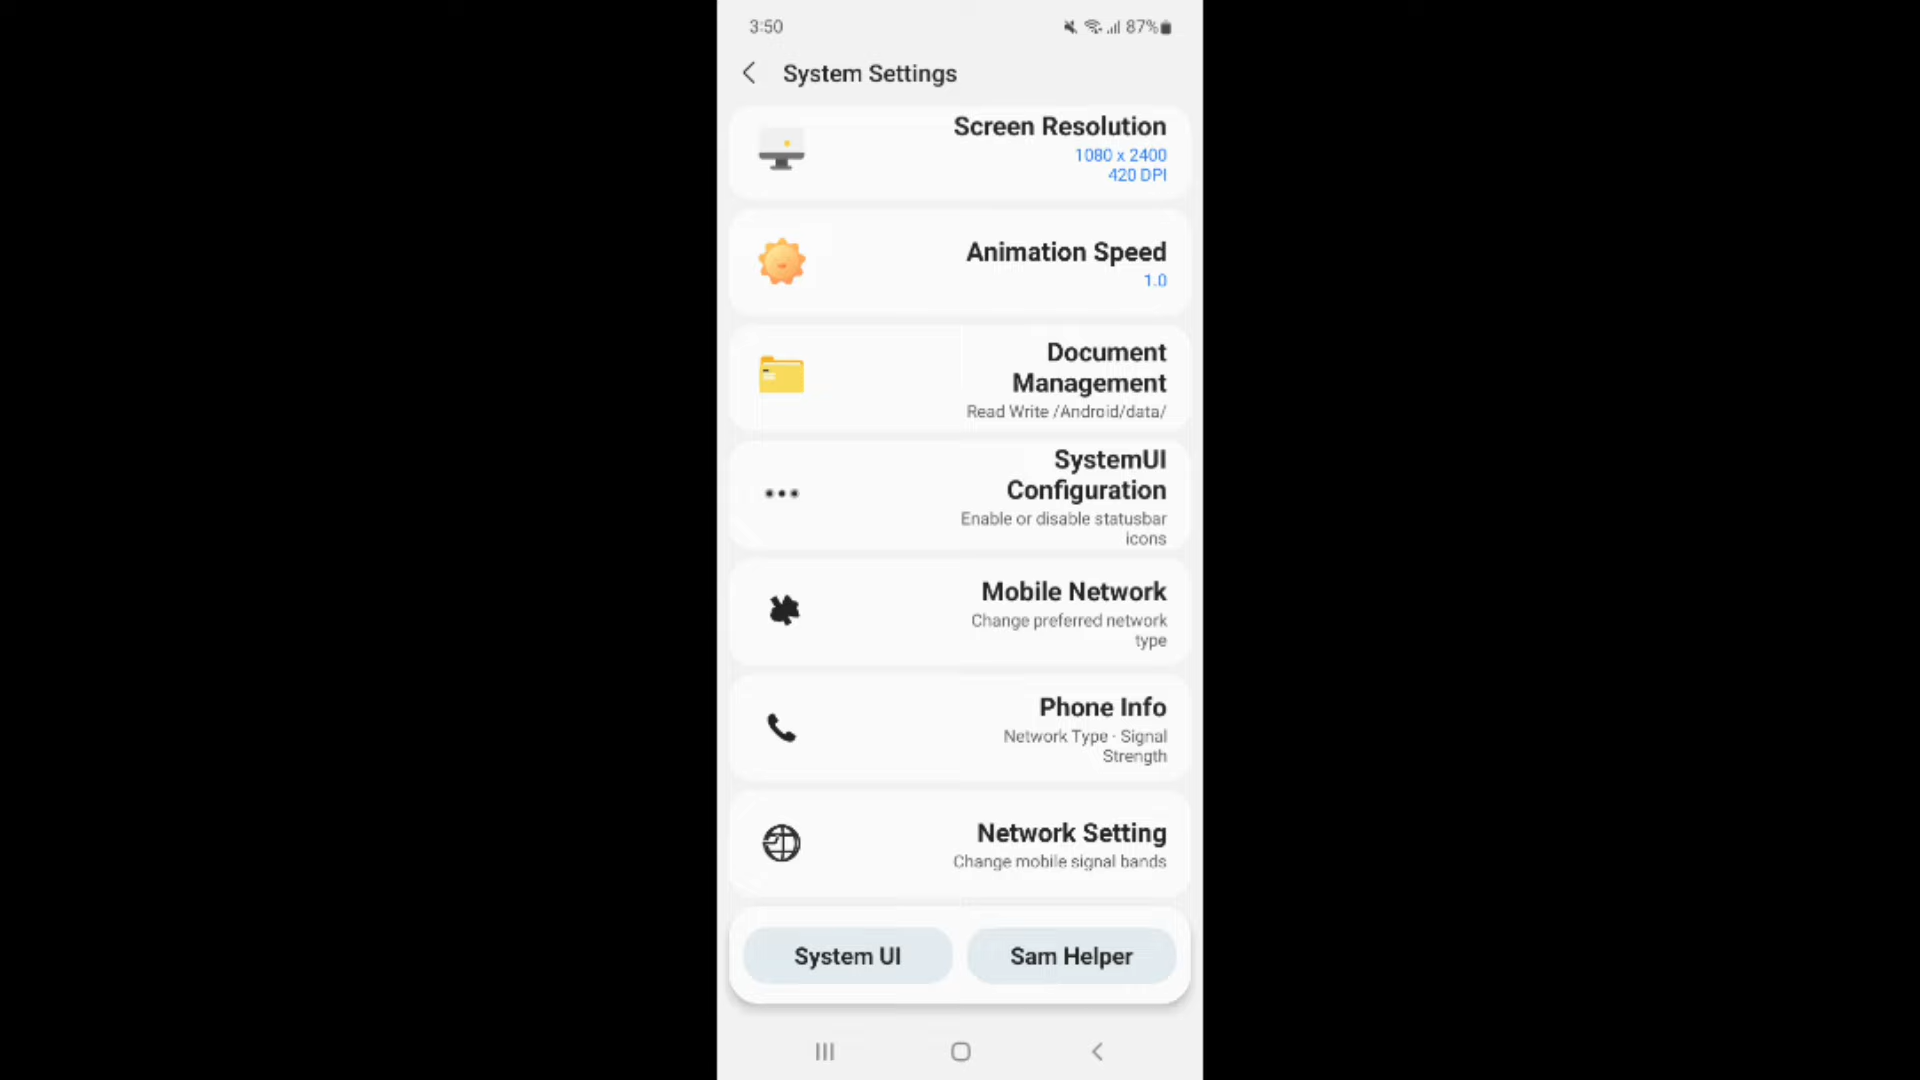 3:50
87%
System Settings
Screen Resolution
1080 x 2400
420 DPI
Animation Speed
1.0
Document
Management
Read Write /Android/data/
SystemUI
Configuration
Enable or disable statusbar
icons
Mobile Network
Change preferred network
type
Phone Info
Network Type · Signal
Strength
Network Setting
Change mobile signal bands
System UI
Sam Helper